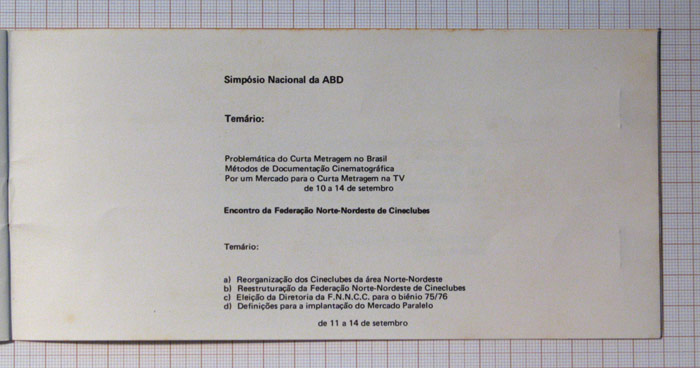 Simpósio Nacional da ABD
Temário:
Problemática do Curta Metragem no Brasil
Métodos de Documentação Cinematográfica
Por um Mercado para o Curta Metragem na TV
de 10 a 14 de setembro
Encontro da Federação Norte-Nordeste de Cineclubes
Temário:
a) Reorganização dos Cineclubes da área Norte-Nordeste
b) Reestruturação da Federação Norte-Nordeste de Cineclubes
c) Eleição da Diretoria da F.N.N.C.C. para o biênio 75/76
d) Definições para a implantação do Mercado Paralelo
de 11 a 14 de setembro